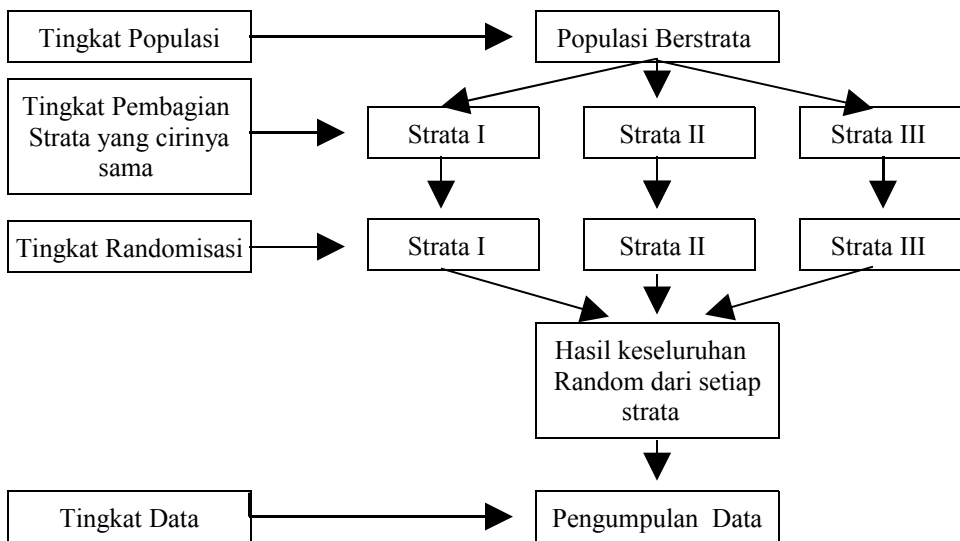 Tingkat Populasi
Populasi Berstrata
Tingkat Pembagian
Strata yang cirinya
sama
Strata I
Strata II
Strata III
Tingkat Randomisasi
Strata I
Strata II
Strata III
Hasil keseluruhan
Random dari setiap
strata
Tingkat Data
Pengumpulan Data